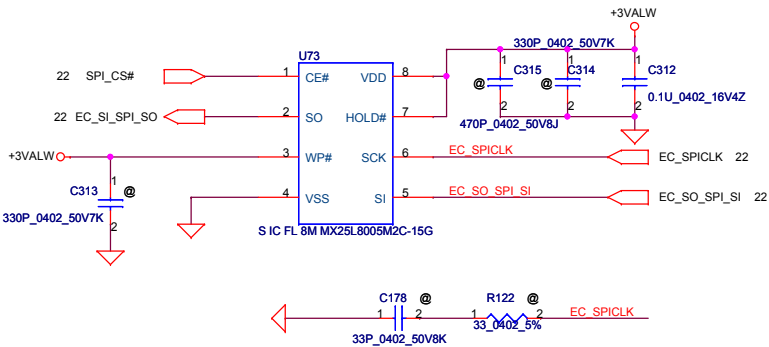 +3VALW
330P_0402_50V7K
U73
22 SPI_CS#
1
CE#
VDD
8
1
C315
@
2
1
C314
@
2
1
C312
2
0.1U_0402_16V4Z
22 EC_SI_SPI_SO
2
SO
HOLD#
7
470P_0402_50V8J
+3VALW
3
WP#
SCK
6
EC_SPICLK
EC_SPICLK 22
C313
1
@
2
330P_0402_50V7K
4
VSS
SI
5
EC_SO_SPI_SI
EC_SO_SPI_SI 22
S IC FL 8M MX25L8005M2C-15G
C178 @
R122 @
1
2
1
2
EC_SPICLK
33P_0402_50V8K
33_0402_5%